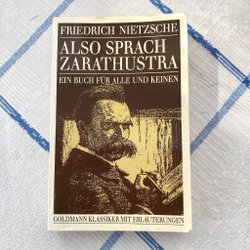 FRIEDRICH NIETZSCHE
ALSO SPRACH
ZARATHUSTRA
EIN BUCH FÜR ALLE UND KEINEN
GOLDMANN KLASSIKER MIT ERLÄUTERUNGEN